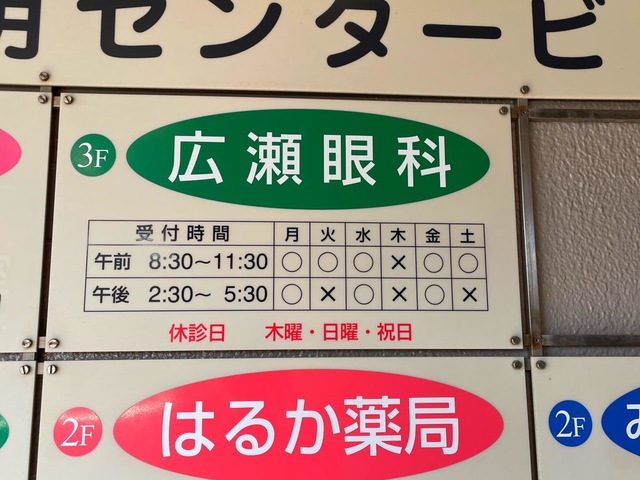 センタービ
3F 広瀬眼科
受付時間 月 火 水 木 金 土
午前 8:30～11:30 ○ ○ ○ × ○ ○
午後 2:30～ 5:30 ○ × ○ × ○ ×
休診日 木曜・日曜・祝日
2F はるか薬局
2F